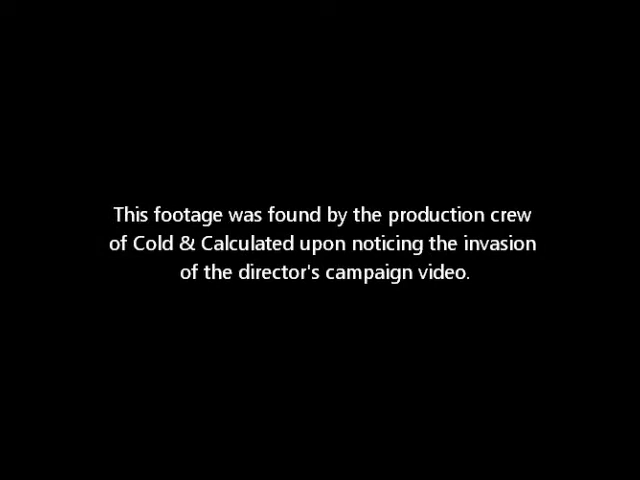 This footage was found by the production crew
of Cold & Calculated upon noticing the invasion
of the director's campaign video.